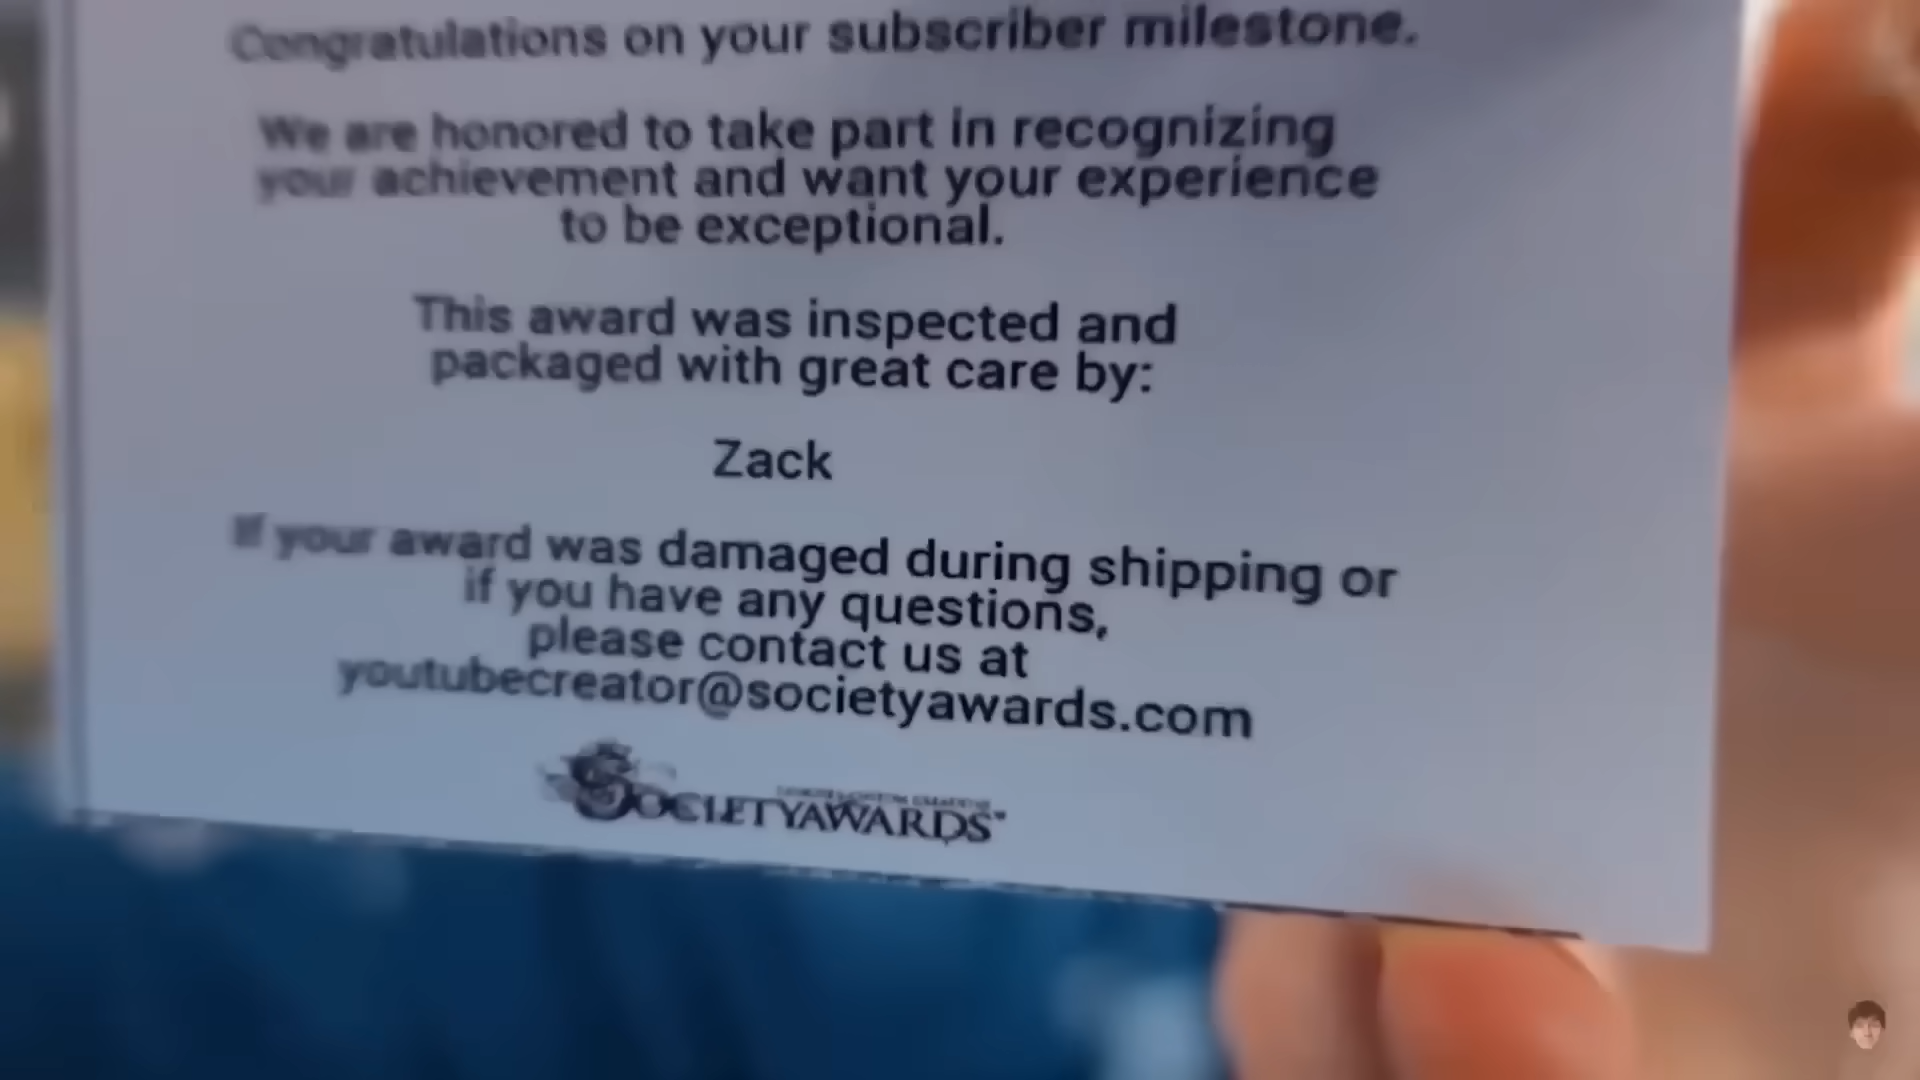 Congratulations on your subscriber milestone.
We are honored to take part in recognizing
your achievement and want your experience
to be exceptional.
This award was inspected and
packaged with great care by:
Zack
If your award was damaged during shipping or
if you have any questions,
please contact us at
youtubecreator@societyawards.com
SOCIETYAWARDS™